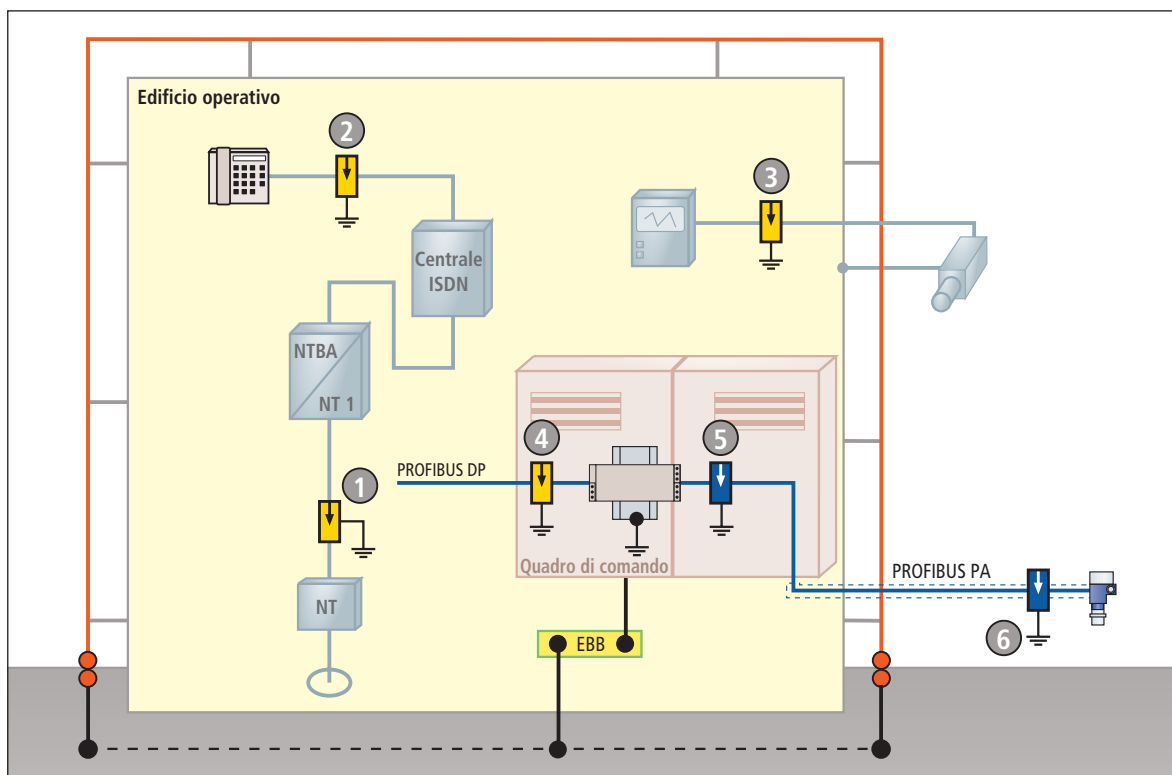 Edificio operativo
2
3
Centrale
ISDN
NTBA
NT 1
4
5
PROFIBUS DP
1
Quadro di comando
PROFIBUS PA
NT
6
EBB